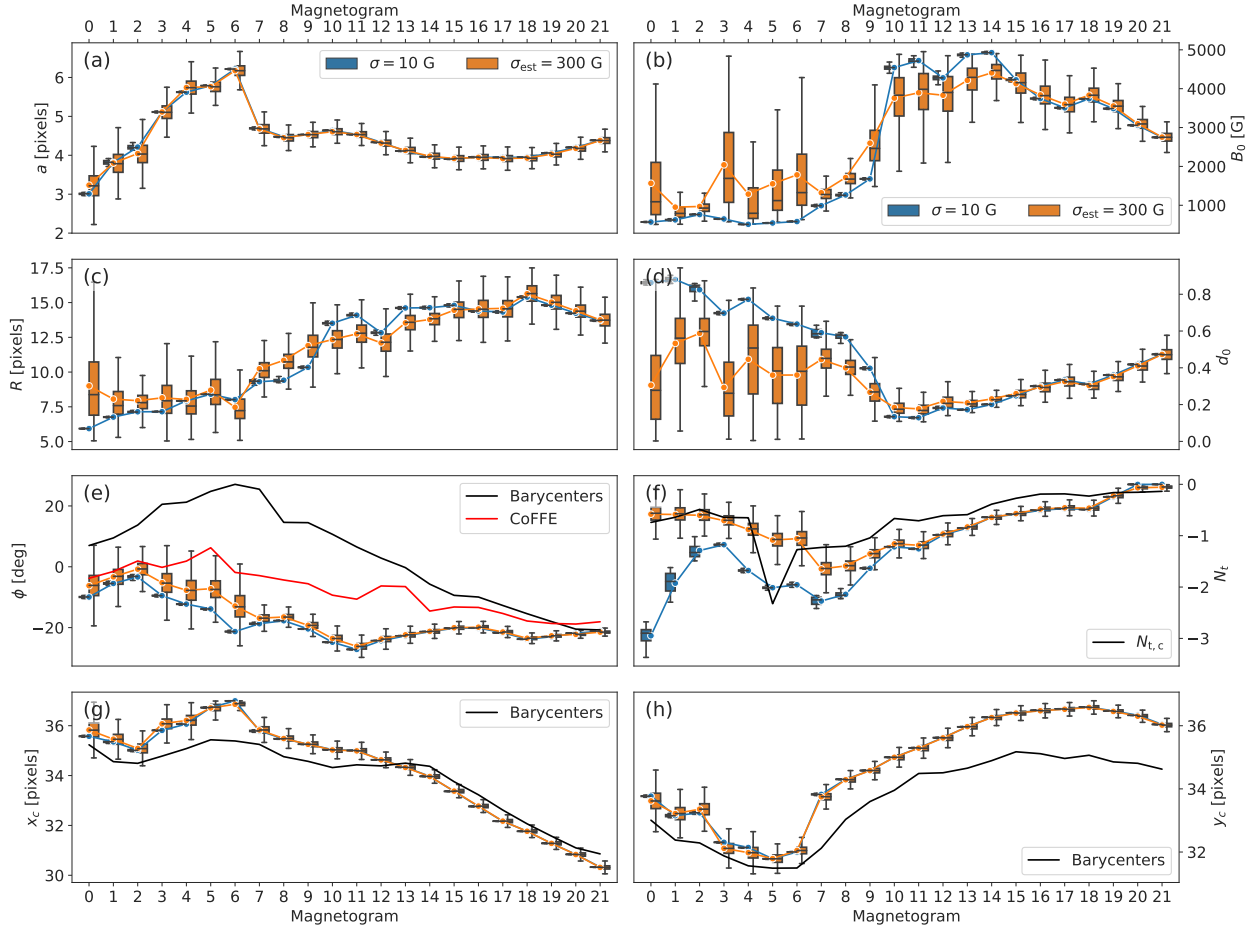 Magnetogram Magnetogram
0 1 2 3 4 5 6 7 8 9 10 11 12 13 14 15 16 17 18 19 20 21
0 1 2 3 4 5 6 7 8 9 10 11 12 13 14 15 16 17 18 19 20 21
(a)
σ = 10 G
σest = 300 G
6
5
4
3
2
a [pixels]
(b)
σ = 10 G
σest = 300 G
5000
4000
3000
2000
1000
B0 [G]
(c)
17.5
15.0
12.5
10.0
7.5
5.0
R [pixels]
(d)
0.8
0.6
0.4
0.2
0.0
d0
(e)
Barycenters
CoFFE
20
0
−20
ϕ [deg]
(f)
Nt,c
0
−1
−2
−3
Nt
(g)
Barycenters
36
34
32
30
xc [pixels]
(h)
Barycenters
36
34
32
yc [pixels]
0 1 2 3 4 5 6 7 8 9 10 11 12 13 14 15 16 17 18 19 20 21
0 1 2 3 4 5 6 7 8 9 10 11 12 13 14 15 16 17 18 19 20 21
Magnetogram Magnetogram